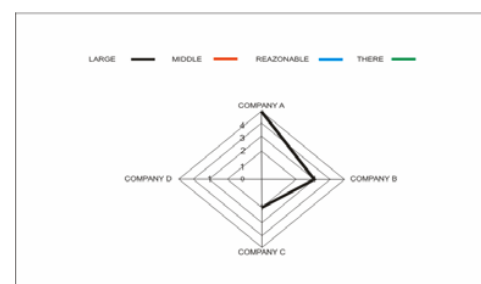 LARGE MIDDLE REAZONABLE THERE
COMPANY A
4
3
2
1
COMPANY D 1 0 COMPANY B
COMPANY C